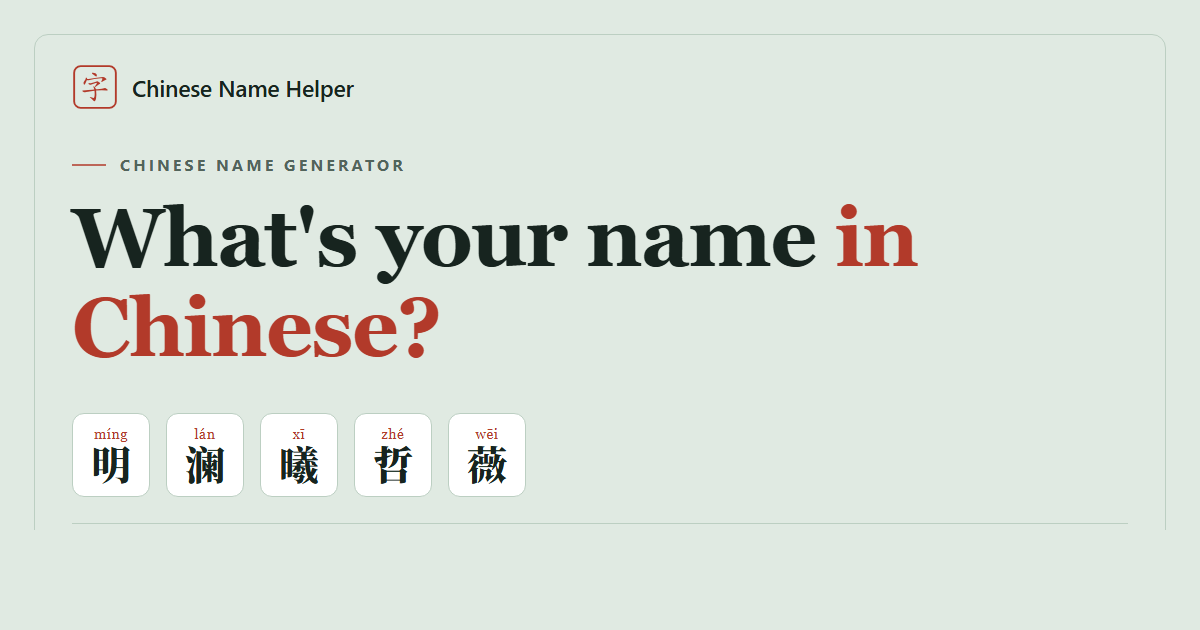 字 Chinese Name Helper
CHINESE NAME GENERATOR
What's your name in
Chinese?
míng lán xī zhé wēi
明 澜 曦 哲 薇